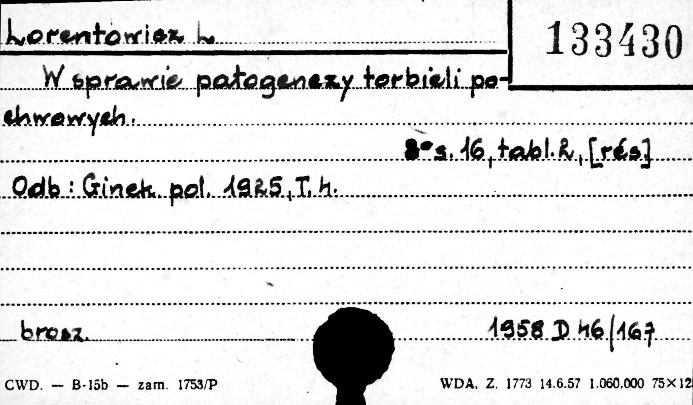 Lorentowicz L.
133430
W sprawie patogenezy torbieli po-
chwowych.
8° s. 16, tabl. 2, [rés]
Odb: Ginek. pol. 1925, T. 4.
brosz.
1958 D 46/167
CWD. — B-15b — zam. 1753/P
WDA. Z. 1773 14.6.57 1.060.000 75×12